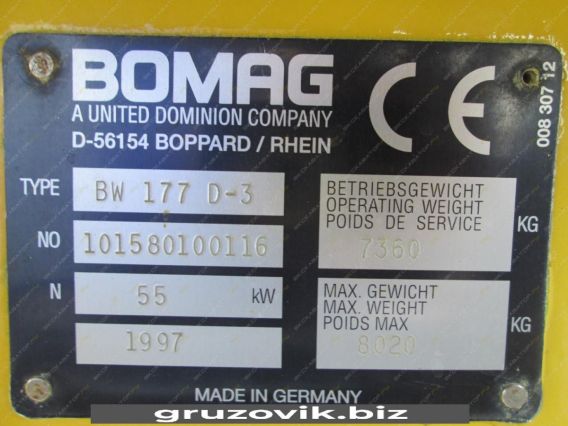 BOMAG
A UNITED DOMINION COMPANY
D-56154 BOPPARD / RHEIN
CE
008 307 12
TYPE BW 177 D-3
NO 101580100116
N 55 kW
1997
BETRIEBSGEWICHT
OPERATING WEIGHT
POIDS DE SERVICE
7360 KG
MAX. GEWICHT
MAX. WEIGHT
POIDS MAX
8020 KG
MADE IN GERMANY
gruzovik.biz